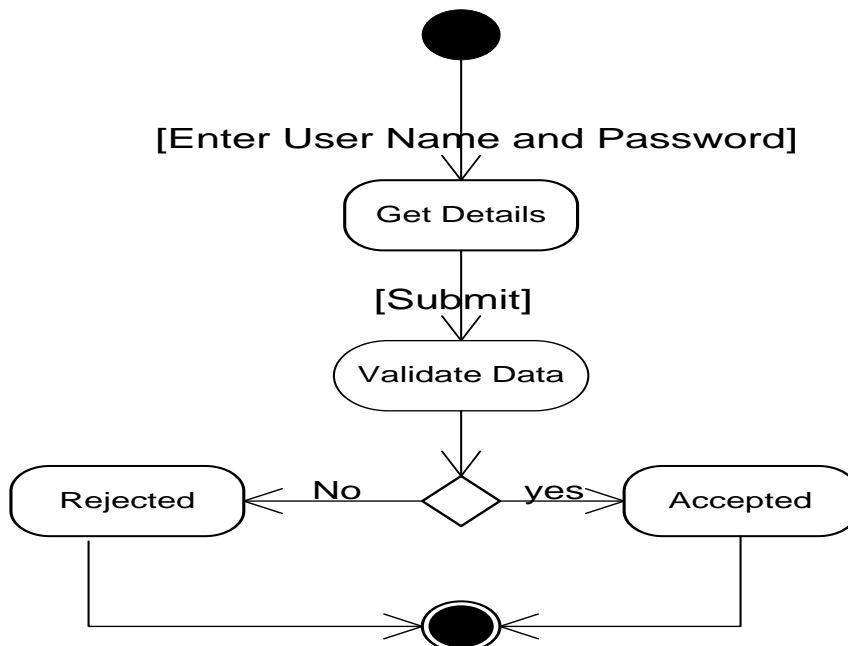 [Enter User Name and Password]
Get Details
[Submit]
Validate Data
Rejected
No
yes
Accepted